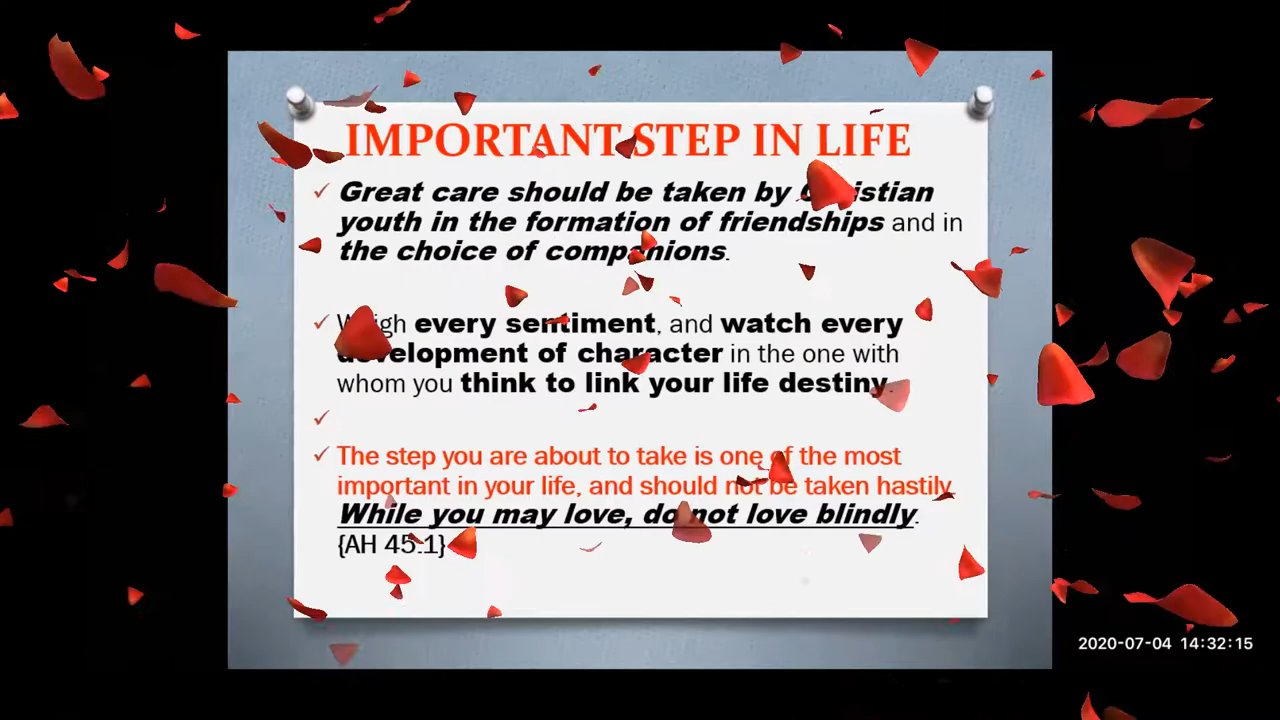 IMPORTANT STEP IN LIFE
Great care should be taken by Christian
youth in the formation of friendships and in
the choice of companions.
Weigh every sentiment, and watch every
development of character in the one with
whom you think to link your life destiny.
The step you are about to take is one of the most
important in your life, and should not be taken hastily.
While you may love, do not love blindly.
{AH 45.1}
2020-07-04 14:32:15